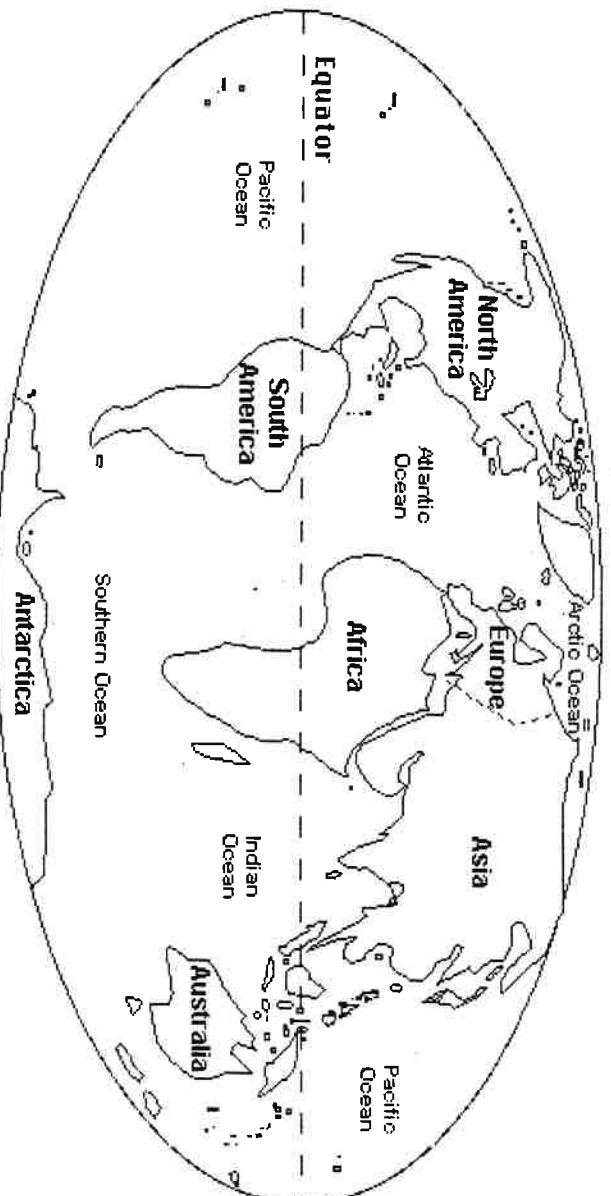 Arctic Ocean
North
America
Europe
Asia
Atlantic
Ocean
Pacific
Ocean
Equator
Africa
Pacific
Ocean
South
America
Indian
Ocean
Australia
Southern Ocean
Antarctica